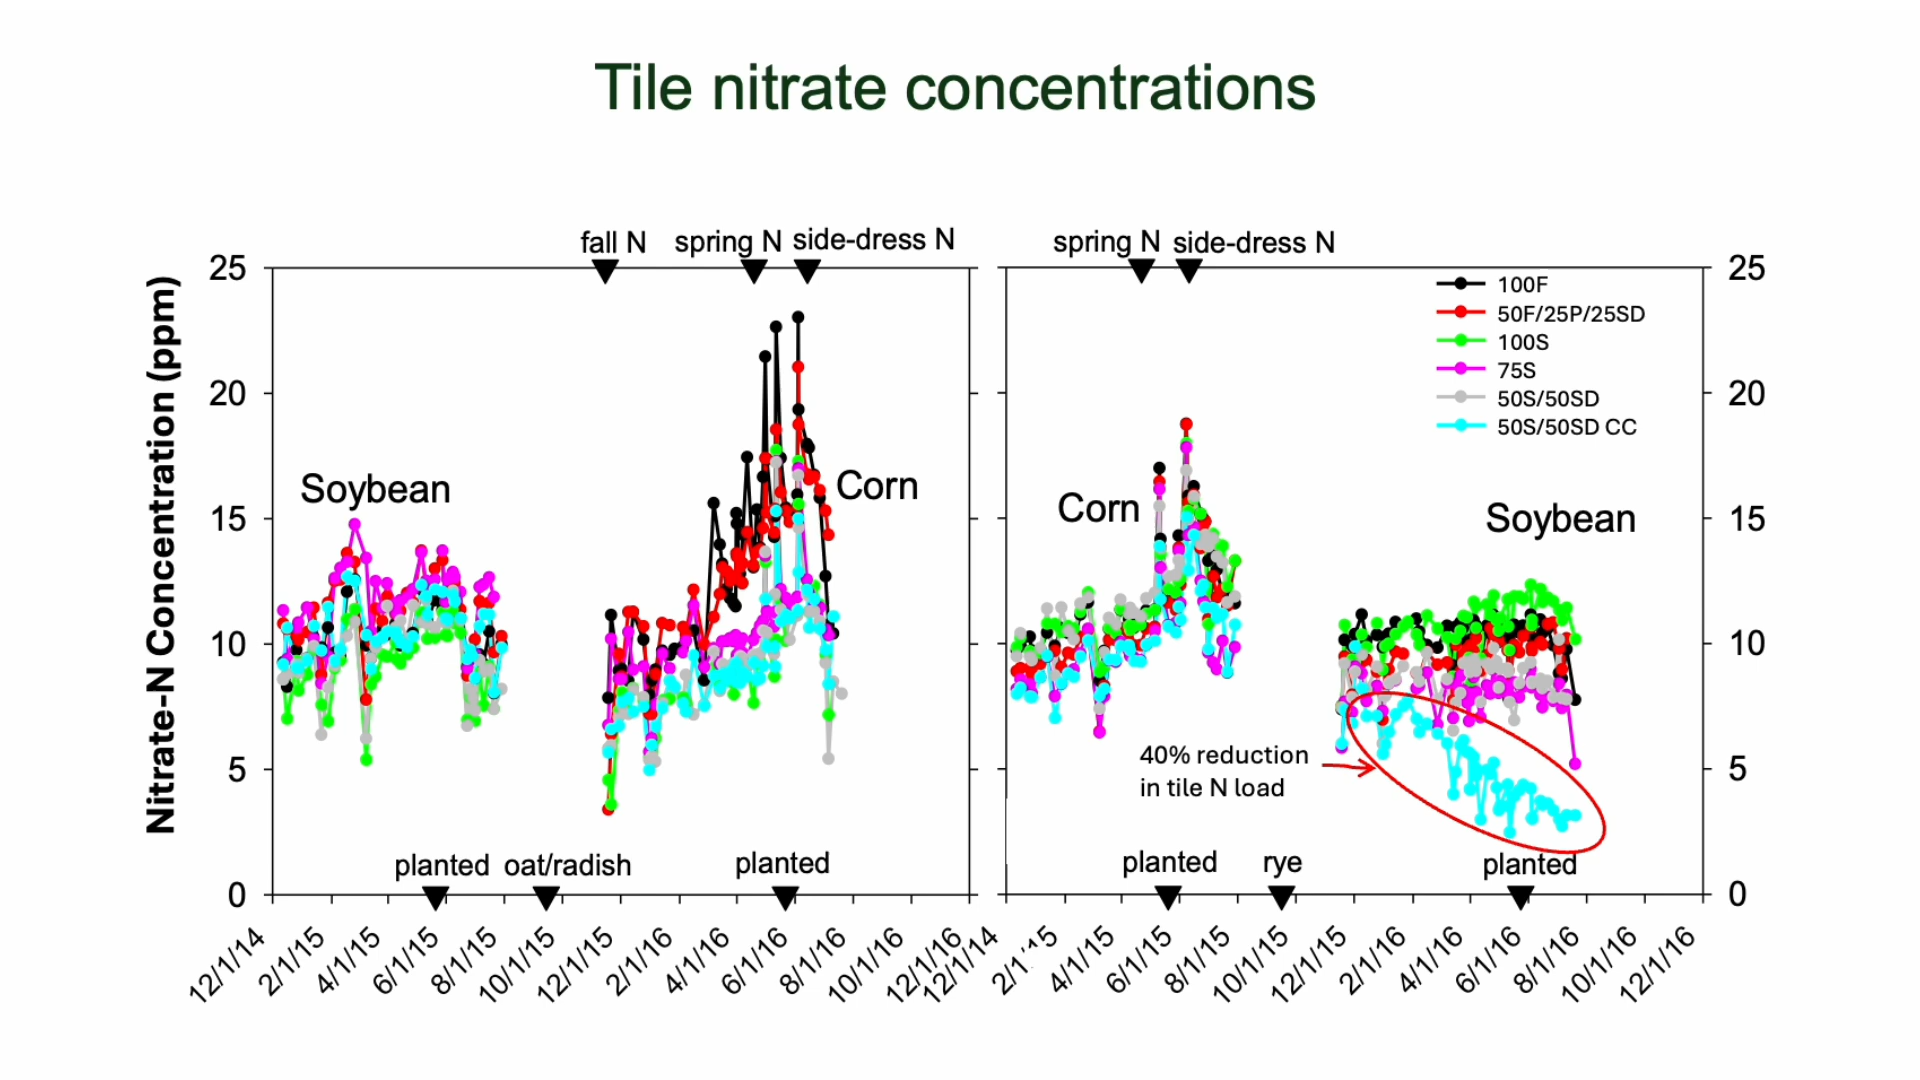 Tile nitrate concentrations
fall N
spring N
side-dress N
spring N
side-dress N
Nitrate-N Concentration (ppm)
25
20
15
10
5
0
Soybean
Corn
planted
oat/radish
planted
12/1/14
2/1/15
4/1/15
6/1/15
8/1/15
10/1/15
12/1/15
2/1/16
4/1/16
6/1/16
8/1/16
10/1/16
12/1/16
100F
50F/25P/25SD
100S
75S
50S/50SD
50S/50SD CC
Corn
Soybean
40% reduction
in tile N load
planted
rye
planted
25
20
15
10
5
0
12/1/14
2/1/15
4/1/15
6/1/15
8/1/15
10/1/15
12/1/15
2/1/16
4/1/16
6/1/16
8/1/16
10/1/16
12/1/16